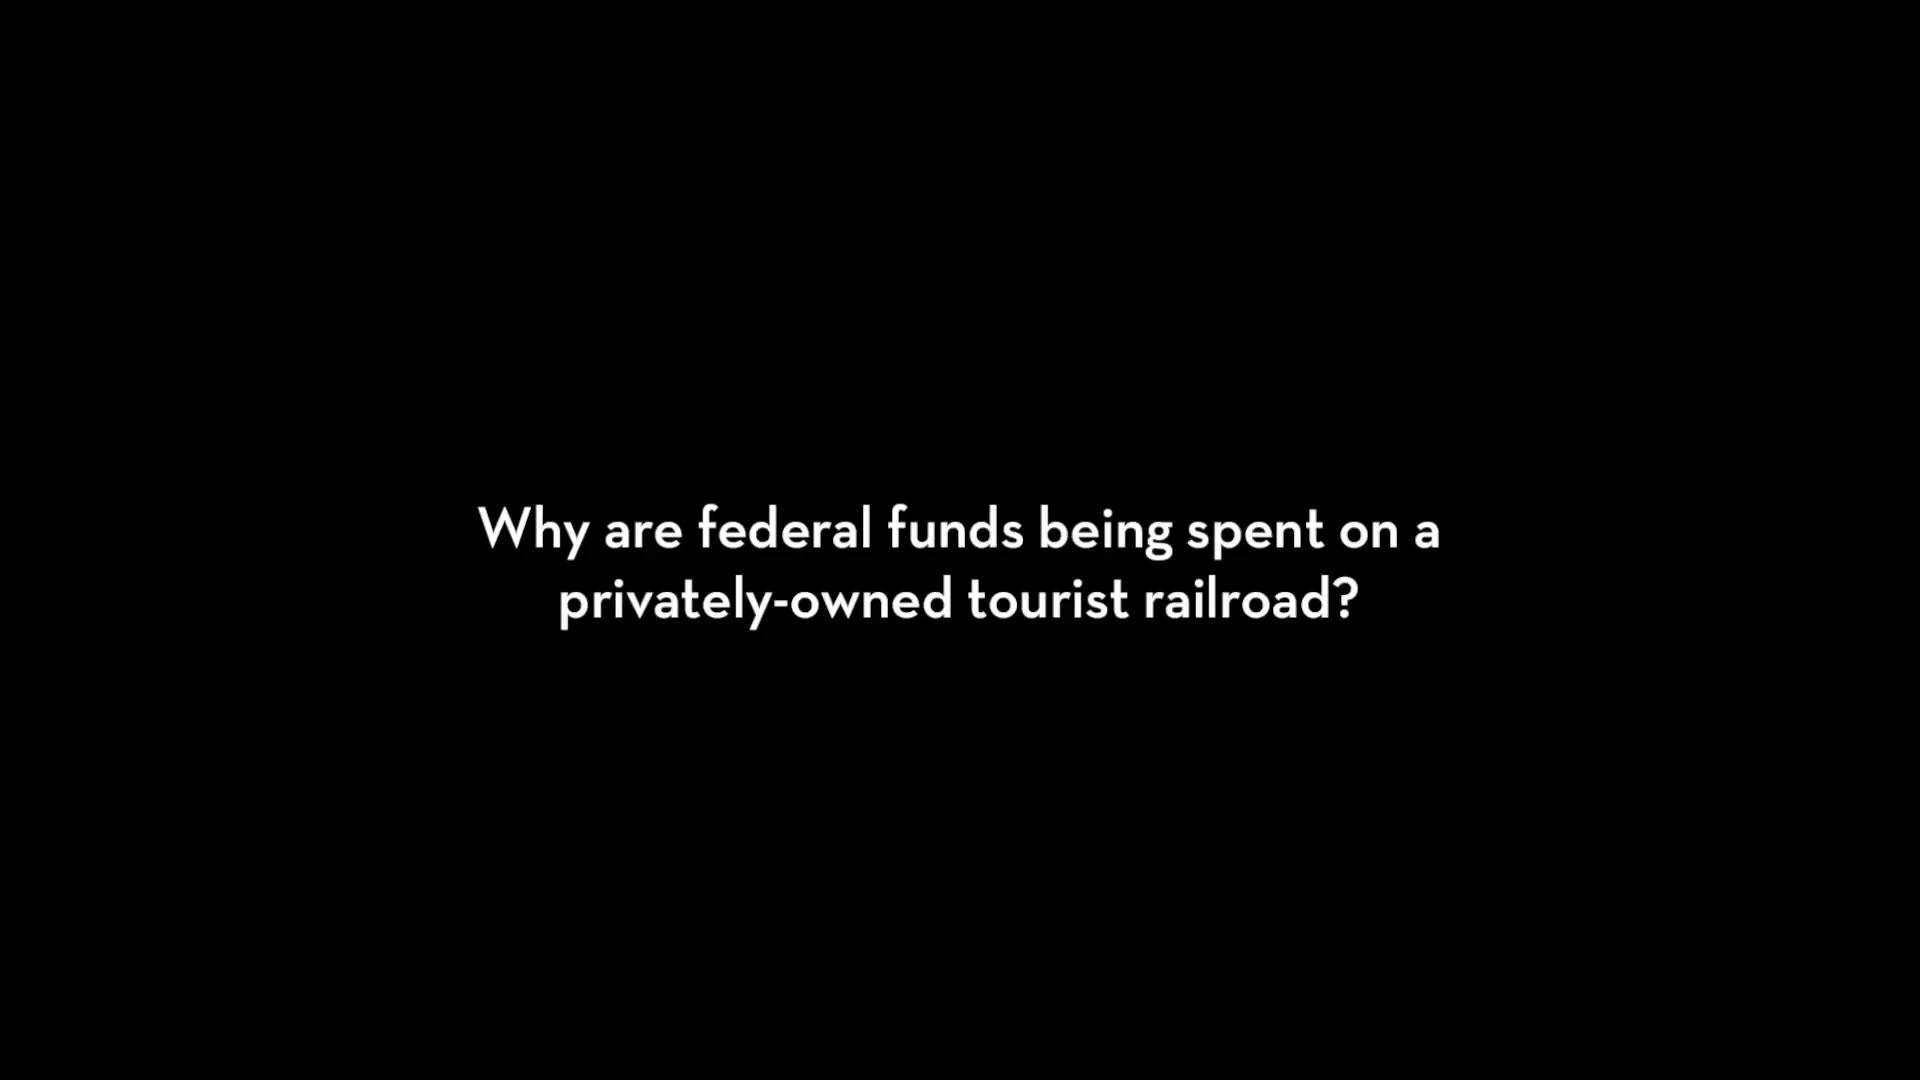 Why are federal funds being spent on a
privately-owned tourist railroad?